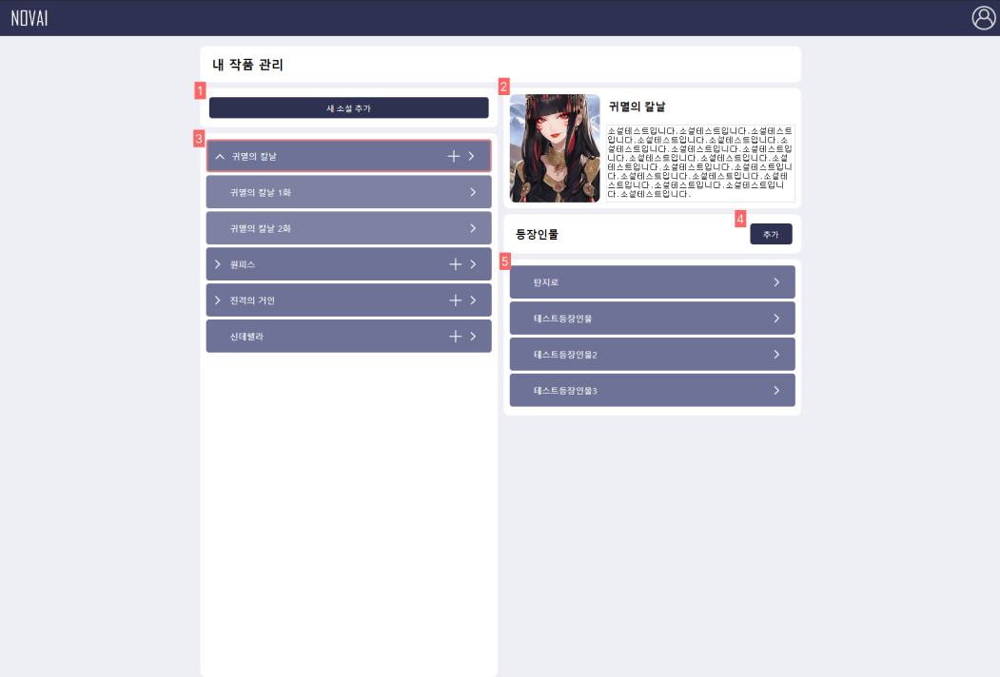 NOVAI
내 작품 관리
1
새 소설 추가
3
귀멸의 칼날
귀멸의 칼날 1화
귀멸의 칼날 2화
원피스
진격의 거인
신데렐라
2
귀멸의 칼날
소설테스트입니다.소설테스트입니다.소설테스트
입니다.소설테스트입니다.소설테스트입니다.소
설테스트입니다.소설테스트입니다.소설테스트입
니다.소설테스트입니다.소설테스트입니다.소설
테스트입니다.소설테스트입니다.소설테스트입니
다.소설테스트입니다.소설테스트입니다.소설테
스트입니다.소설테스트입니다.소설테스트입니
다.소설테스트입니다.
등장인물
4
추가
5
탄지로
테스트등장인물
테스트등장인물2
테스트등장인물3